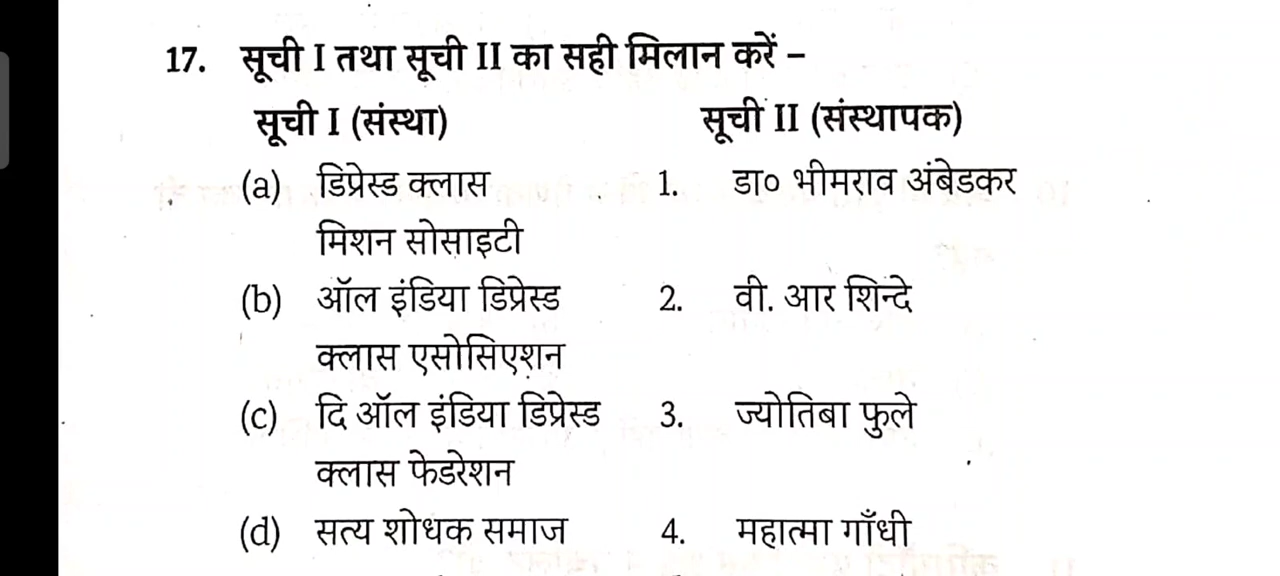 17. सूची I तथा सूची II का सही मिलान करें –
सूची I (संस्था) सूची II (संस्थापक)
(a) डिप्रेस्ड क्लास 1. डा० भीमराव अंबेडकर
मिशन सोसाइटी
(b) ऑल इंडिया डिप्रेस्ड 2. वी. आर शिन्दे
क्लास एसोसिएशन
(c) दि ऑल इंडिया डिप्रेस्ड 3. ज्योतिबा फुले
क्लास फेडरेशन
(d) सत्य शोधक समाज 4. महात्मा गाँधी